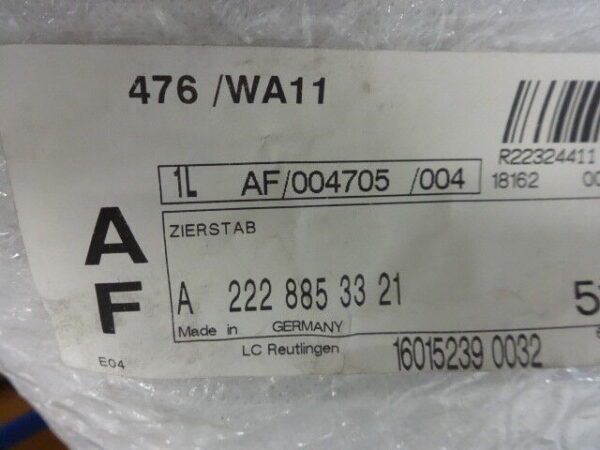 476 /WA11
R22324411
18162
1L AF/004705 /004
A
F
ZIERSTAB
A 222 885 33 21
Made in GERMANY
LC Reutlingen
16015239 0032
E04